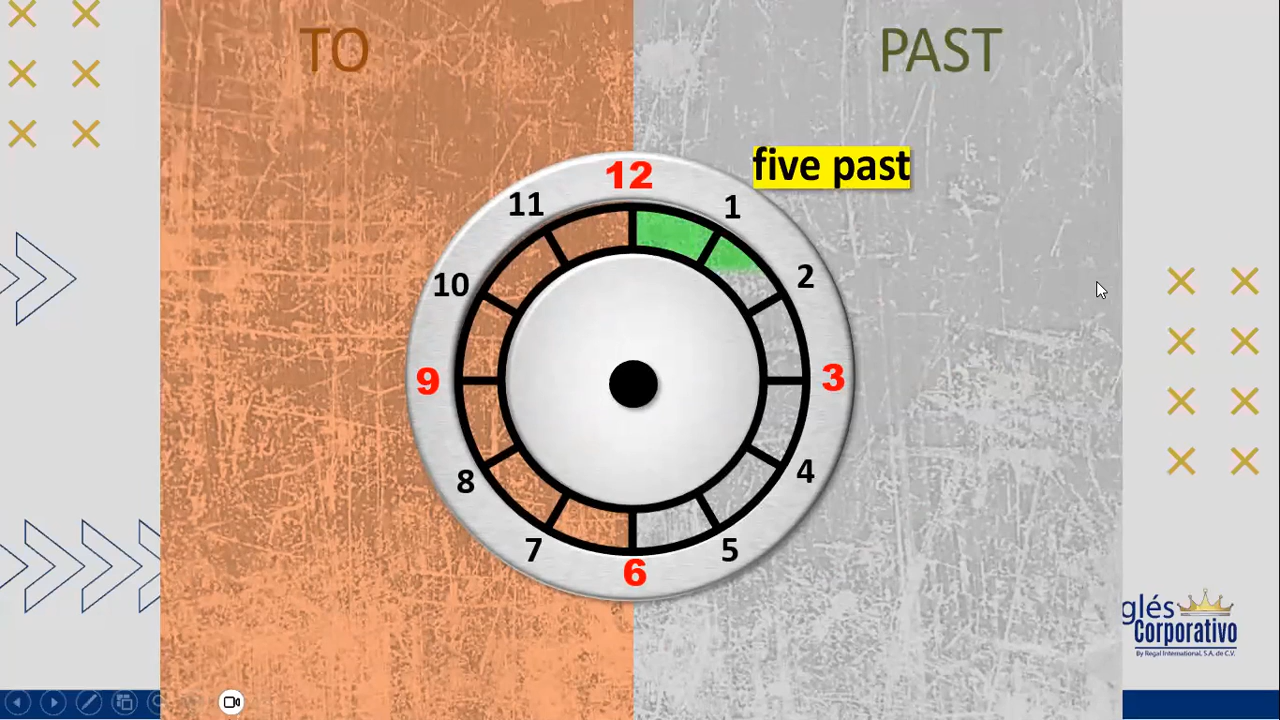 TO
PAST
five past
12
11
1
10
2
9
3
8
4
7
5
6
glés
Corporativo
By Regal International, S.A. de C.V.